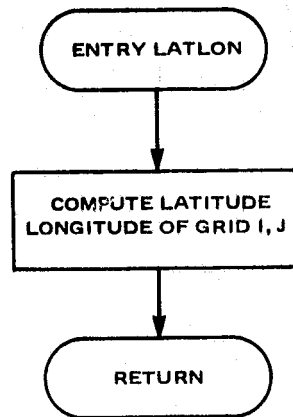 ENTRY LATLON
COMPUTE LATITUDE
LONGITUDE OF GRID I, J
RETURN